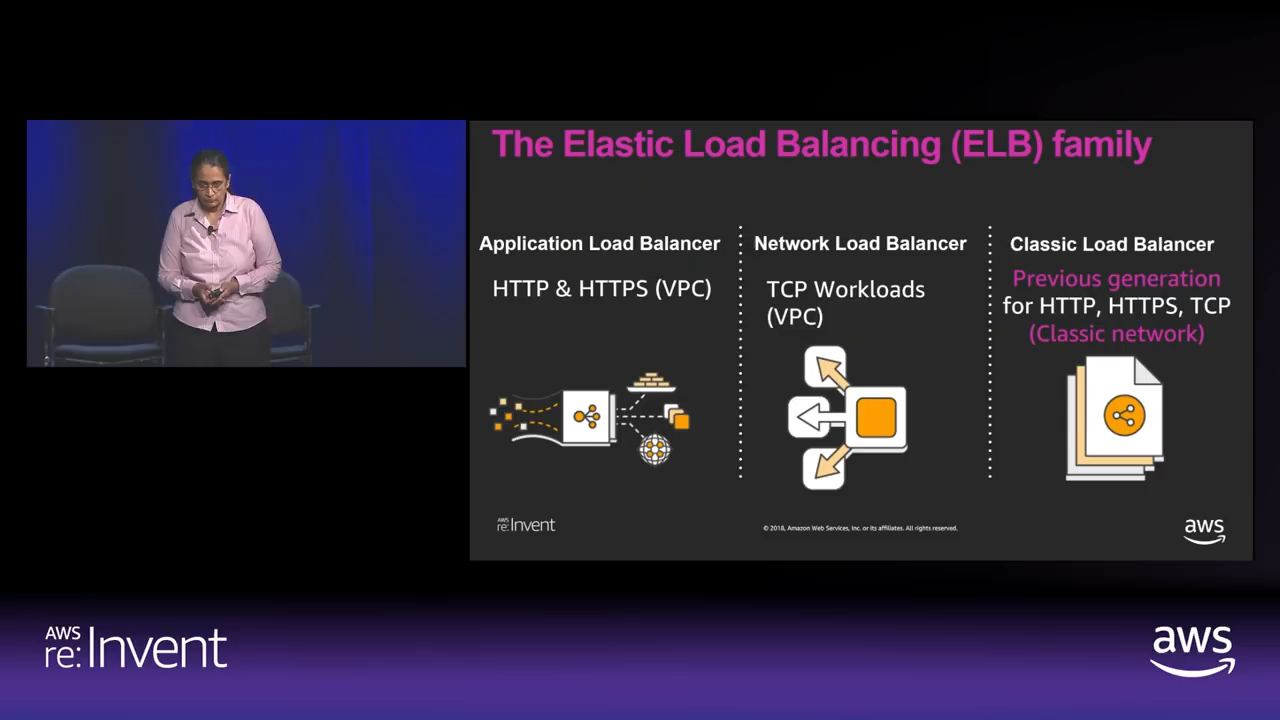 The Elastic Load Balancing (ELB) family
Application Load Balancer
HTTP & HTTPS (VPC)
Network Load Balancer
TCP Workloads
(VPC)
Classic Load Balancer
Previous generation
for HTTP, HTTPS, TCP
(Classic network)
AWS
re:Invent
© 2018, Amazon Web Services, Inc. or its affiliates. All rights reserved.
aws
AWS
re:Invent
aws